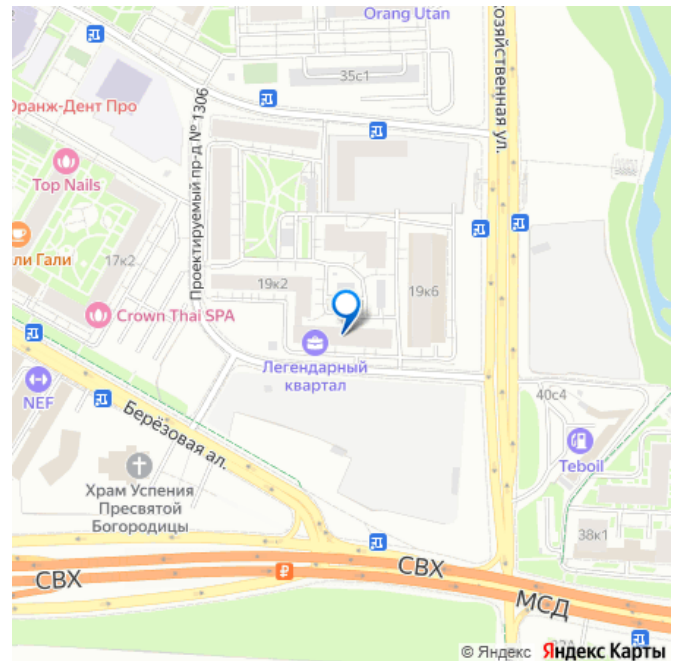 Orang Utan
35с1
хозяйственная ул.
Оранж-Дент Про
Проектируемый пр-д № 1306
Top Nails
ли Гали
17к2
19к2
19к6
Crown Thai SPA
Легендарный
квартал
NEF
Берёзовая ал.
40с4
Teboil
Храм Успения
Пресвятой
Богородицы
38к1
СВХ
СВХ
МСД
© Яндекс Яндекс Карты